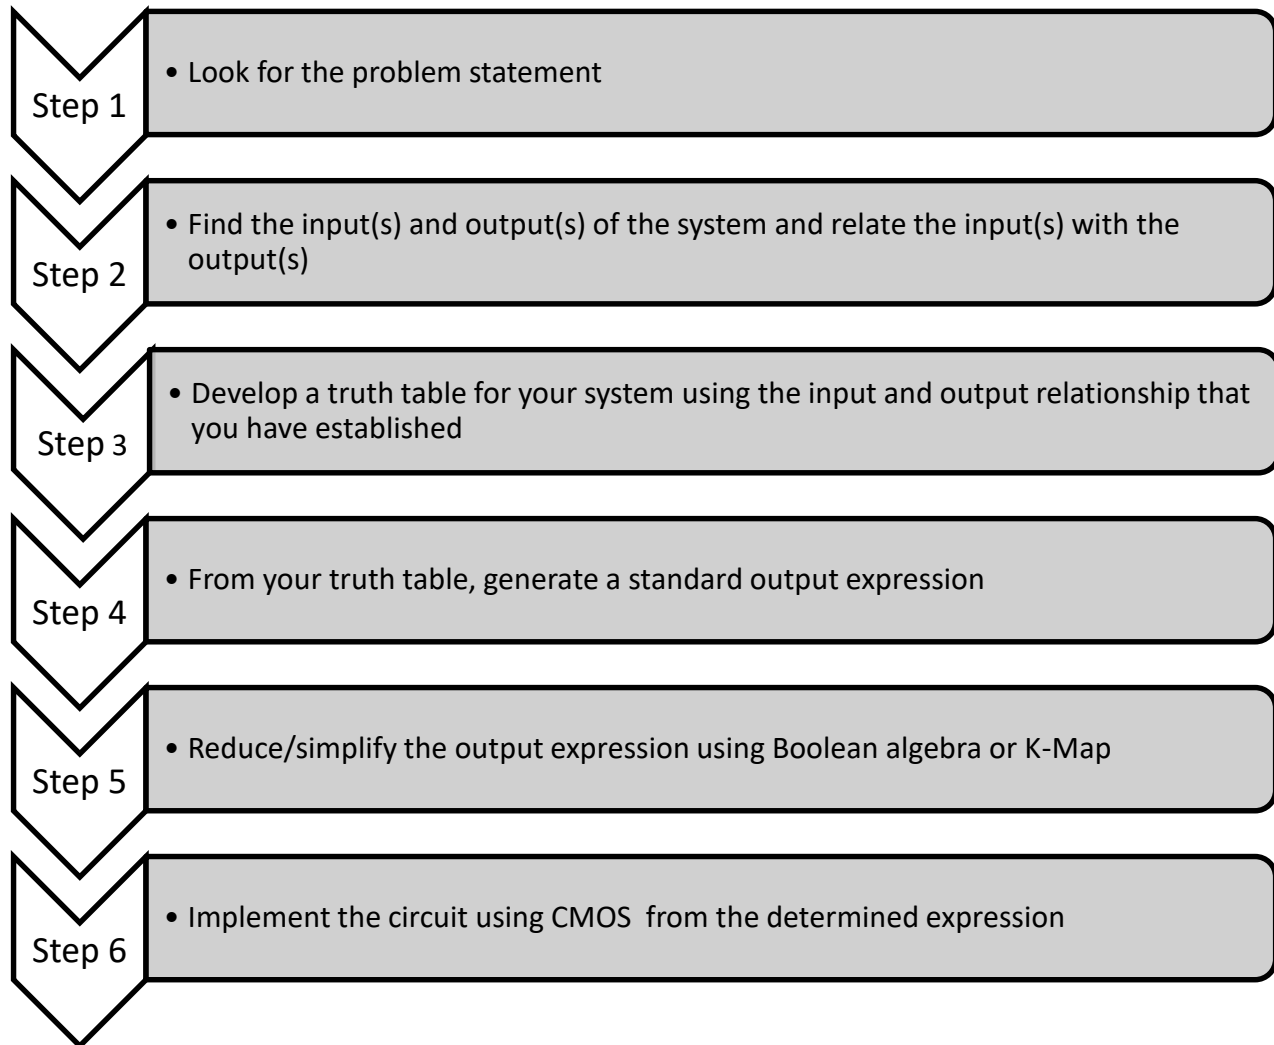 Step 1
• Look for the problem statement
Step 2
• Find the input(s) and output(s) of the system and relate the input(s) with the
output(s)
Step 3
• Develop a truth table for your system using the input and output relationship that
you have established
Step 4
• From your truth table, generate a standard output expression
Step 5
• Reduce/simplify the output expression using Boolean algebra or K-Map
Step 6
• Implement the circuit using CMOS from the determined expression